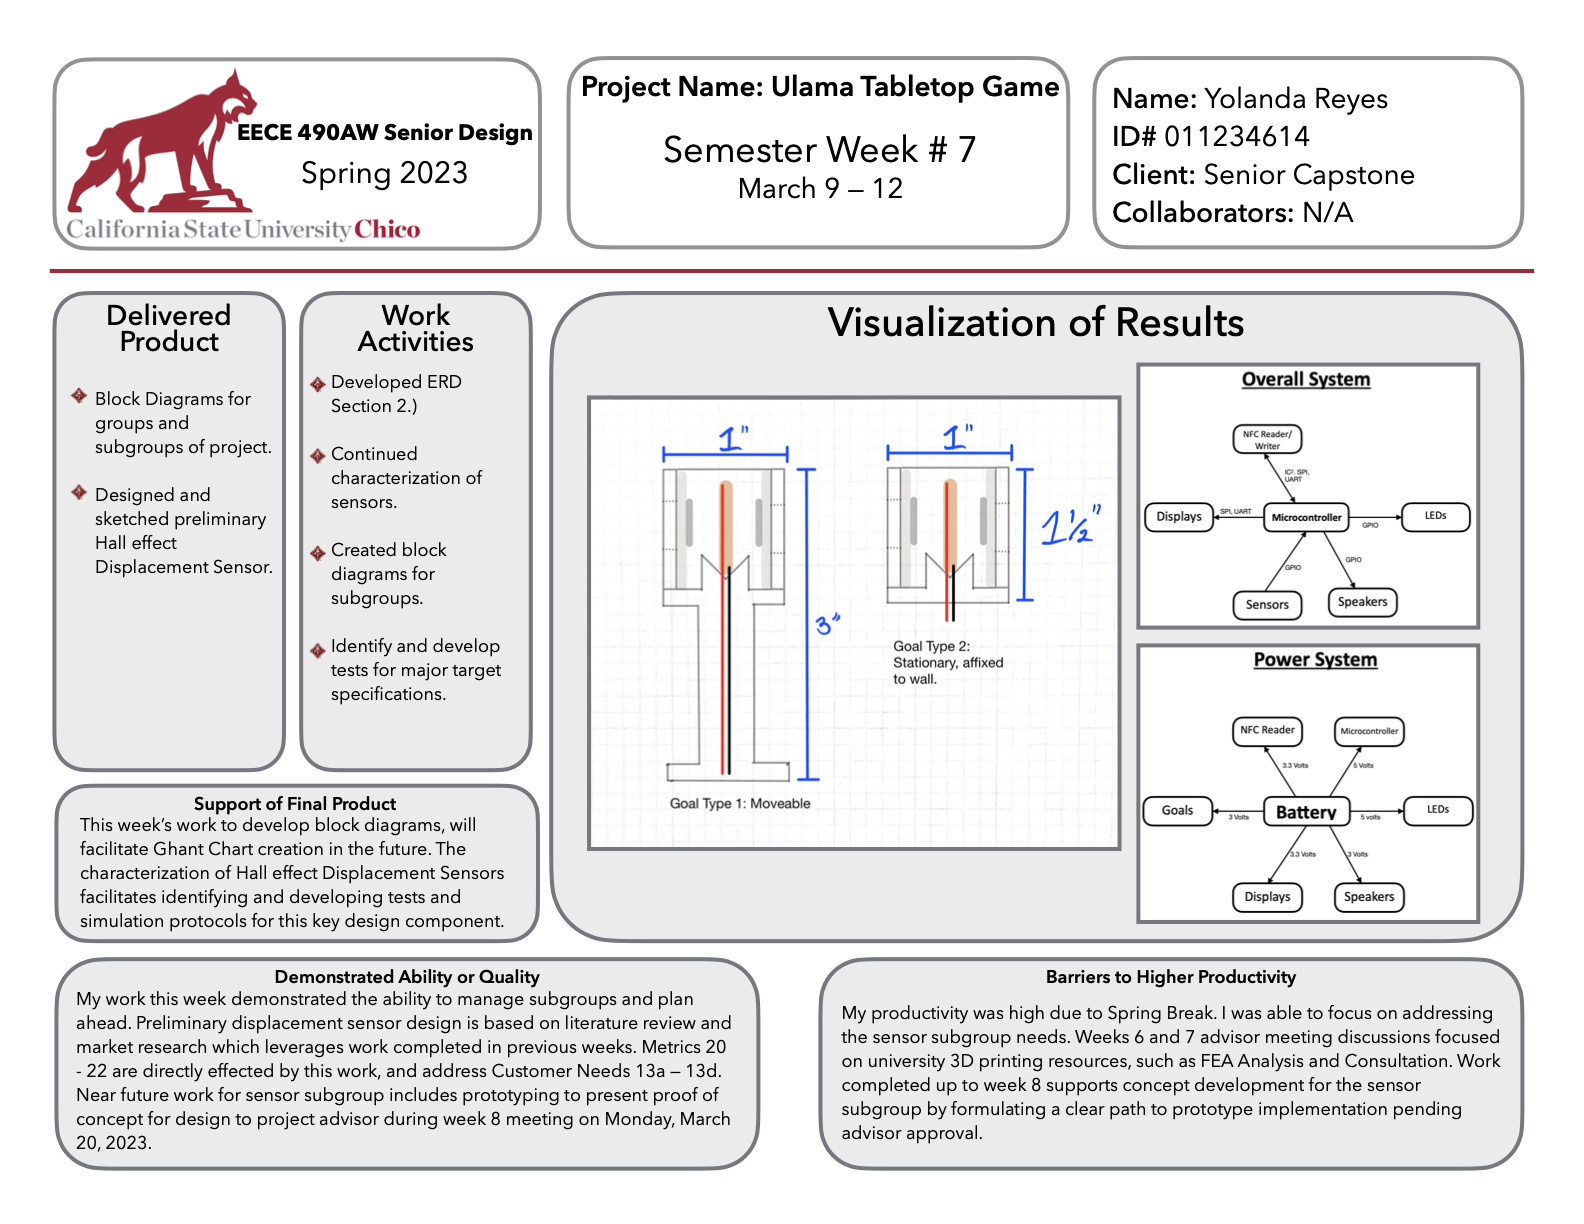 EECE 490AW Senior Design
Spring 2023
California State University Chico
Project Name: Ulama Tabletop Game
Semester Week # 7
March 9 – 12
Name: Yolanda Reyes
ID# 011234614
Client: Senior Capstone
Collaborators: N/A
Delivered
Product
Block Diagrams for
groups and
subgroups of project.
Designed and
sketched preliminary
Hall effect
Displacement Sensor.
Work
Activities
Developed ERD
Section 2.)
Continued
characterization of
sensors.
Created block
diagrams for
subgroups.
Identify and develop
tests for major target
specifications.
Visualization of Results
1"
3"
Goal Type 1: Moveable
1"
1½"
Goal Type 2:
Stationary, affixed
to wall.
Overall System
NFC Reader/
Writer
IC², SPI,
UART
Displays
SPI, UART
Microcontroller
GPIO
LEDs
GPIO
GPIO
Sensors
Speakers
Power System
NFC Reader
Microcontroller
3.3 Volts
5 Volts
Goals
3 Volts
Battery
5 volts
LEDs
3.3 Volts
3 Volts
Displays
Speakers
Support of Final Product
This week’s work to develop block diagrams, will
facilitate Ghant Chart creation in the future. The
characterization of Hall effect Displacement Sensors
facilitates identifying and developing tests and
simulation protocols for this key design component.
Demonstrated Ability or Quality
My work this week demonstrated the ability to manage subgroups and plan
ahead. Preliminary displacement sensor design is based on literature review and
market research which leverages work completed in previous weeks. Metrics 20
- 22 are directly effected by this work, and address Customer Needs 13a – 13d.
Near future work for sensor subgroup includes prototyping to present proof of
concept for design to project advisor during week 8 meeting on Monday, March
20, 2023.
Barriers to Higher Productivity
My productivity was high due to Spring Break. I was able to focus on addressing
the sensor subgroup needs. Weeks 6 and 7 advisor meeting discussions focused
on university 3D printing resources, such as FEA Analysis and Consultation. Work
completed up to week 8 supports concept development for the sensor
subgroup by formulating a clear path to prototype implementation pending
advisor approval.